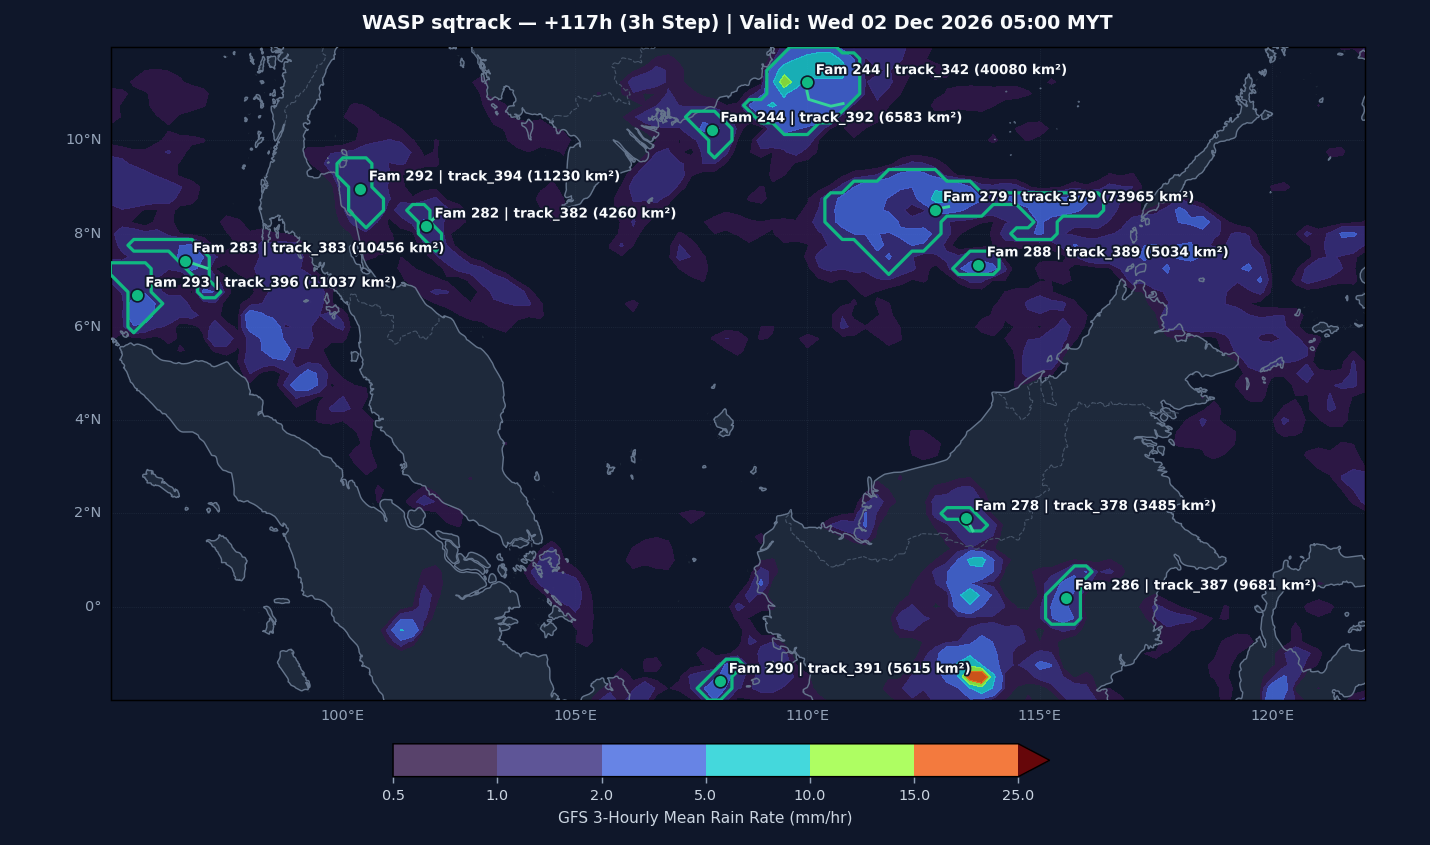 WASP sqtrack — +117h (3h Step) | Valid: Wed 02 Dec 2026 05:00 MYT
Fam 244 | track_342 (40080 km²)
Fam 244 | track_392 (6583 km²)
10°N
Fam 292 | track_394 (11230 km²)
Fam 279 | track_379 (73965 km²)
Fam 282 | track_382 (4260 km²)
8°N
Fam 283 | track_383 (10456 km²)
Fam 288 | track_389 (5034 km²)
Fam 293 | track_396 (11037 km²)
6°N
4°N
Fam 278 | track_378 (3485 km²)
2°N
Fam 286 | track_387 (9681 km²)
0°
Fam 290 | track_391 (5615 km²)
100°E 105°E 110°E 115°E 120°E
0.5 1.0 2.0 5.0 10.0 15.0 25.0
GFS 3-Hourly Mean Rain Rate (mm/hr)